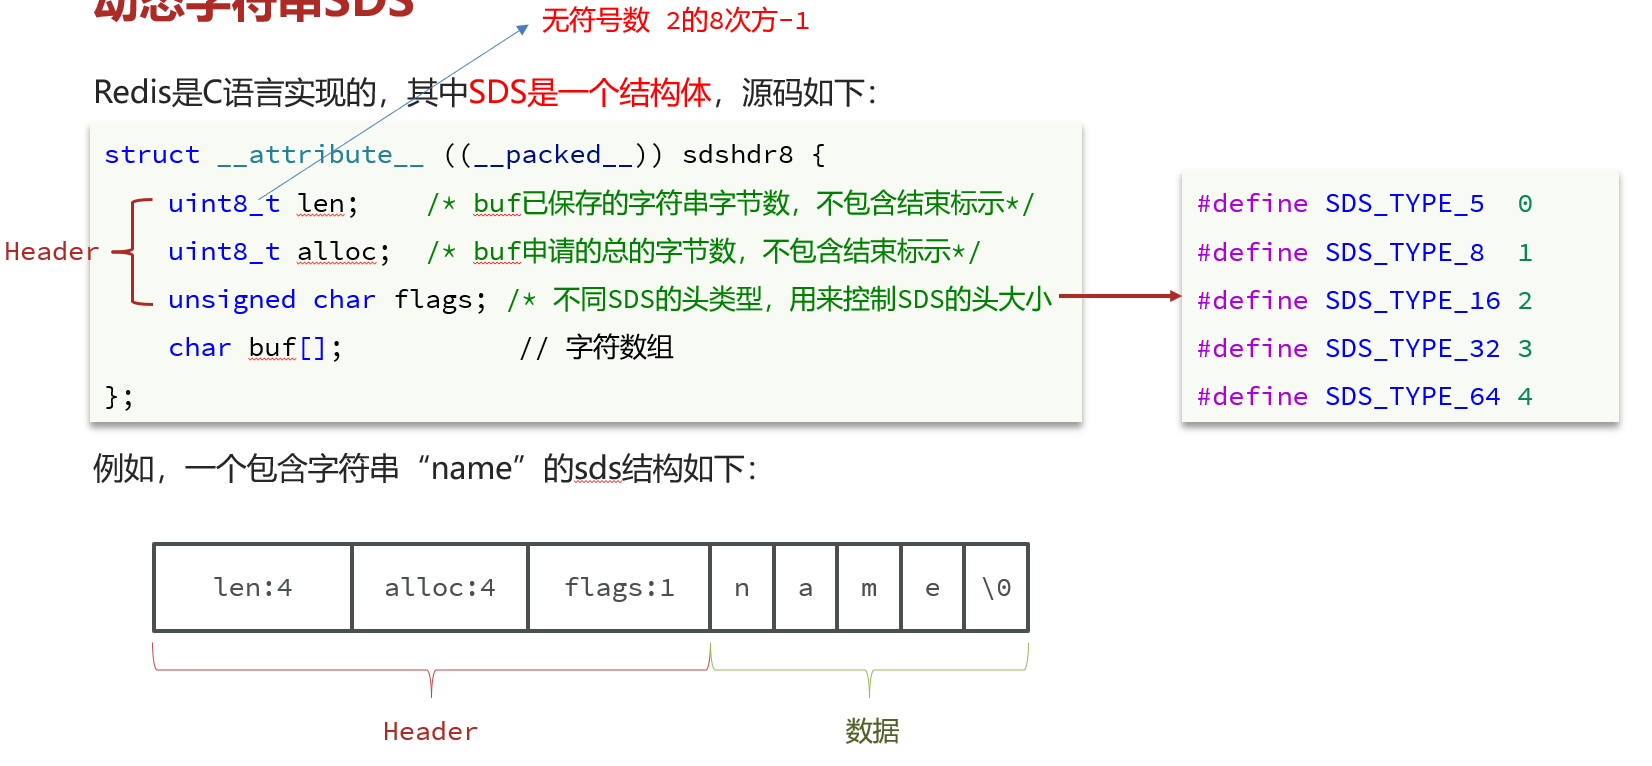 动态字符串SDS
无符号数 2的8次方-1
Redis是C语言实现的，其中SDS是一个结构体，源码如下：
struct __attribute__ ((__packed__)) sdshdr8 {
uint8_t len; /* buf已保存的字符串字节数，不包含结束标示*/
uint8_t alloc; /* buf申请的总的字节数，不包含结束标示*/
unsigned char flags; /* 不同SDS的头类型，用来控制SDS的头大小
char buf[]; // 字符数组
};
Header
#define SDS_TYPE_5 0
#define SDS_TYPE_8 1
#define SDS_TYPE_16 2
#define SDS_TYPE_32 3
#define SDS_TYPE_64 4
例如，一个包含字符串“name”的sds结构如下：
len:4 alloc:4 flags:1 n a m e \0
Header 数据